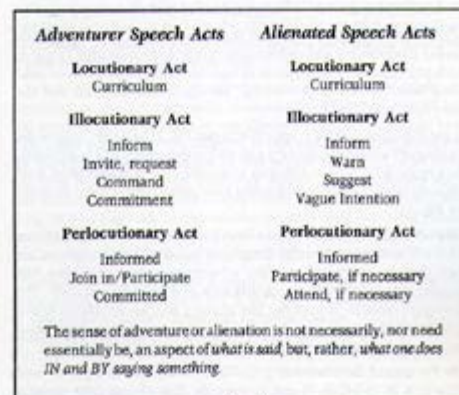 Adventurer Speech Acts Alienated Speech Acts
Locutionary Act Locutionary Act
Curriculum Curriculum
Illocutionary Act Illocutionary Act
Inform Inform
Invite, request Warn
Command Suggest
Commitment Vague Intention
Perlocutionary Act Perlocutionary Act
Informed Informed
Join in/Participate Participate, if necessary
Committed Attend, if necessary
The sense of adventure or alienation is not necessarily, nor need
essentially be, an aspect of what is said, but, rather, what one does
IN and BY saying something.